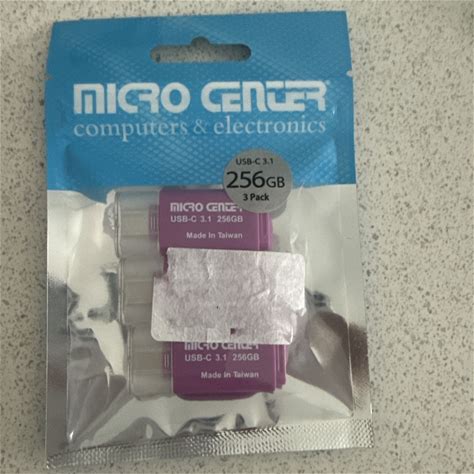 MICRO CENTER
computers & electronics
USB-C 3.1
256GB
3 Pack
MICRO CENTER
USB-C 3.1 256GB
Made In Taiwan
MICRO CENTER
USB-C 3.1 256GB
Made In Taiwan